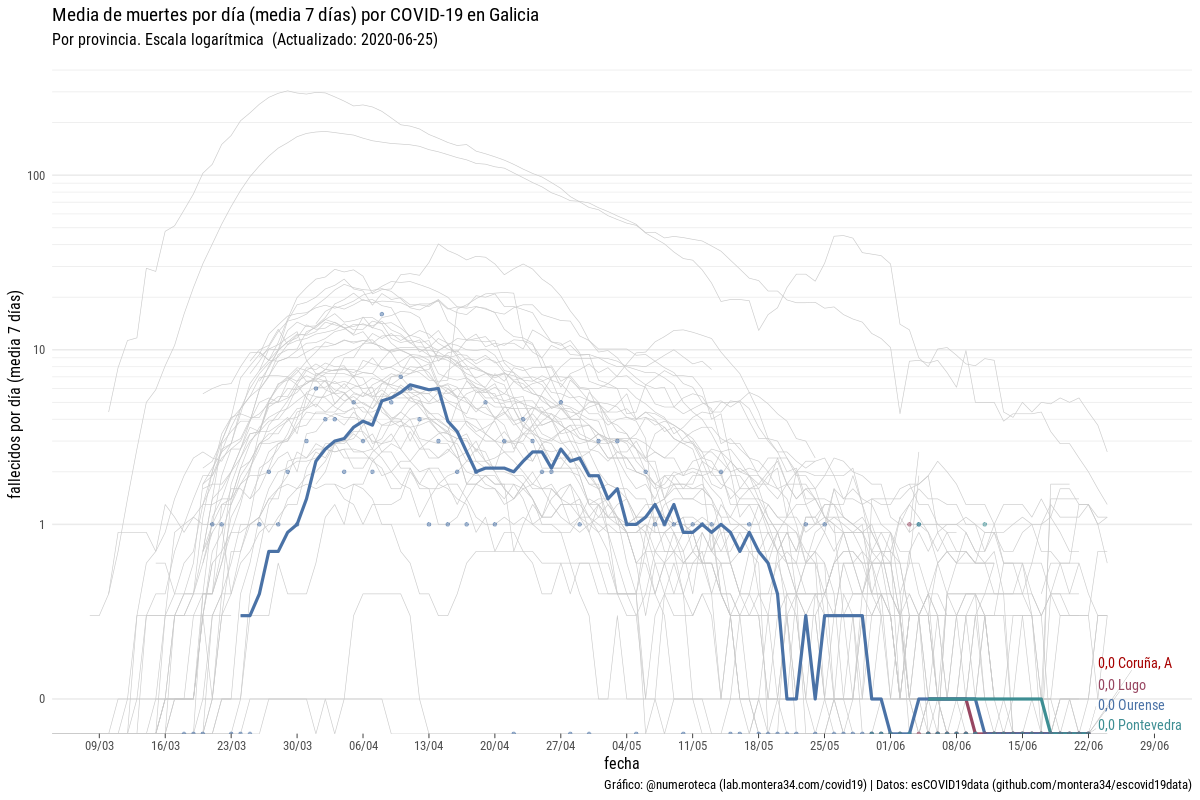 Media de muertes por día (media 7 días) por COVID-19 en Galicia
Por provincia. Escala logarítmica (Actualizado: 2020-06-25)
fallecidos por día (media 7 días)
100
10
1
0
0,0 Coruña, A
0,0 Lugo
0,0 Ourense
0,0 Pontevedra
09/03 16/03 23/03 30/03 06/04 13/04 20/04 27/04 04/05 11/05 18/05 25/05 01/06 08/06 15/06 22/06 29/06
fecha
Gráfico: @numeroteca (lab.montera34.com/covid19) | Datos: esCOVID19data (github.com/montera34/escovid19data)